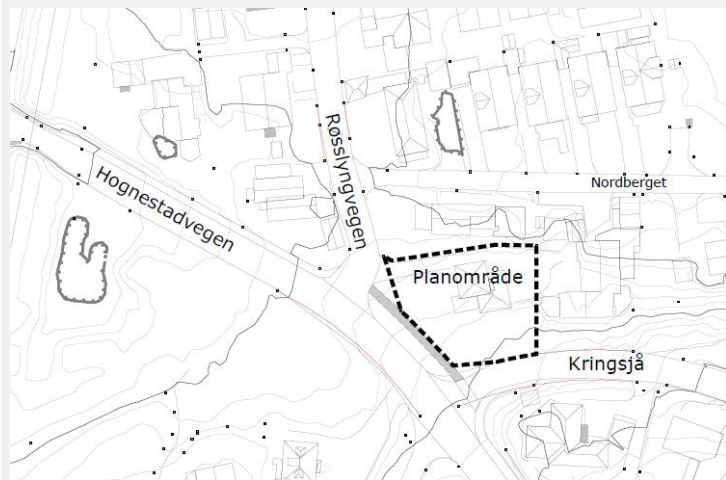 Røsslyngvegen
Hognestadvegen
Nordberget
Planområde
Kringsjå